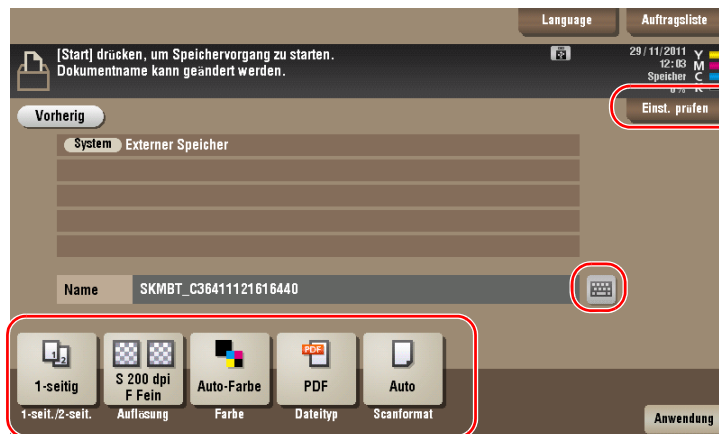 Language
Auftragsliste
[Start] drücken, um Speichervorgang zu starten.
Dokumentname kann geändert werden.
29/11/2011
12:03
Speicher
0 %
Y
M
C
K
Vorherig
Einst. prüfen
System Externer Speicher
Name SKMBT_C36411121616440
1-seitig
S 200 dpi
F Fein
Auto-Farbe
PDF
PDF
Auto
1-seit./2-seit.
Auflösung
Farbe
Dateityp
Scanformat
Anwendung